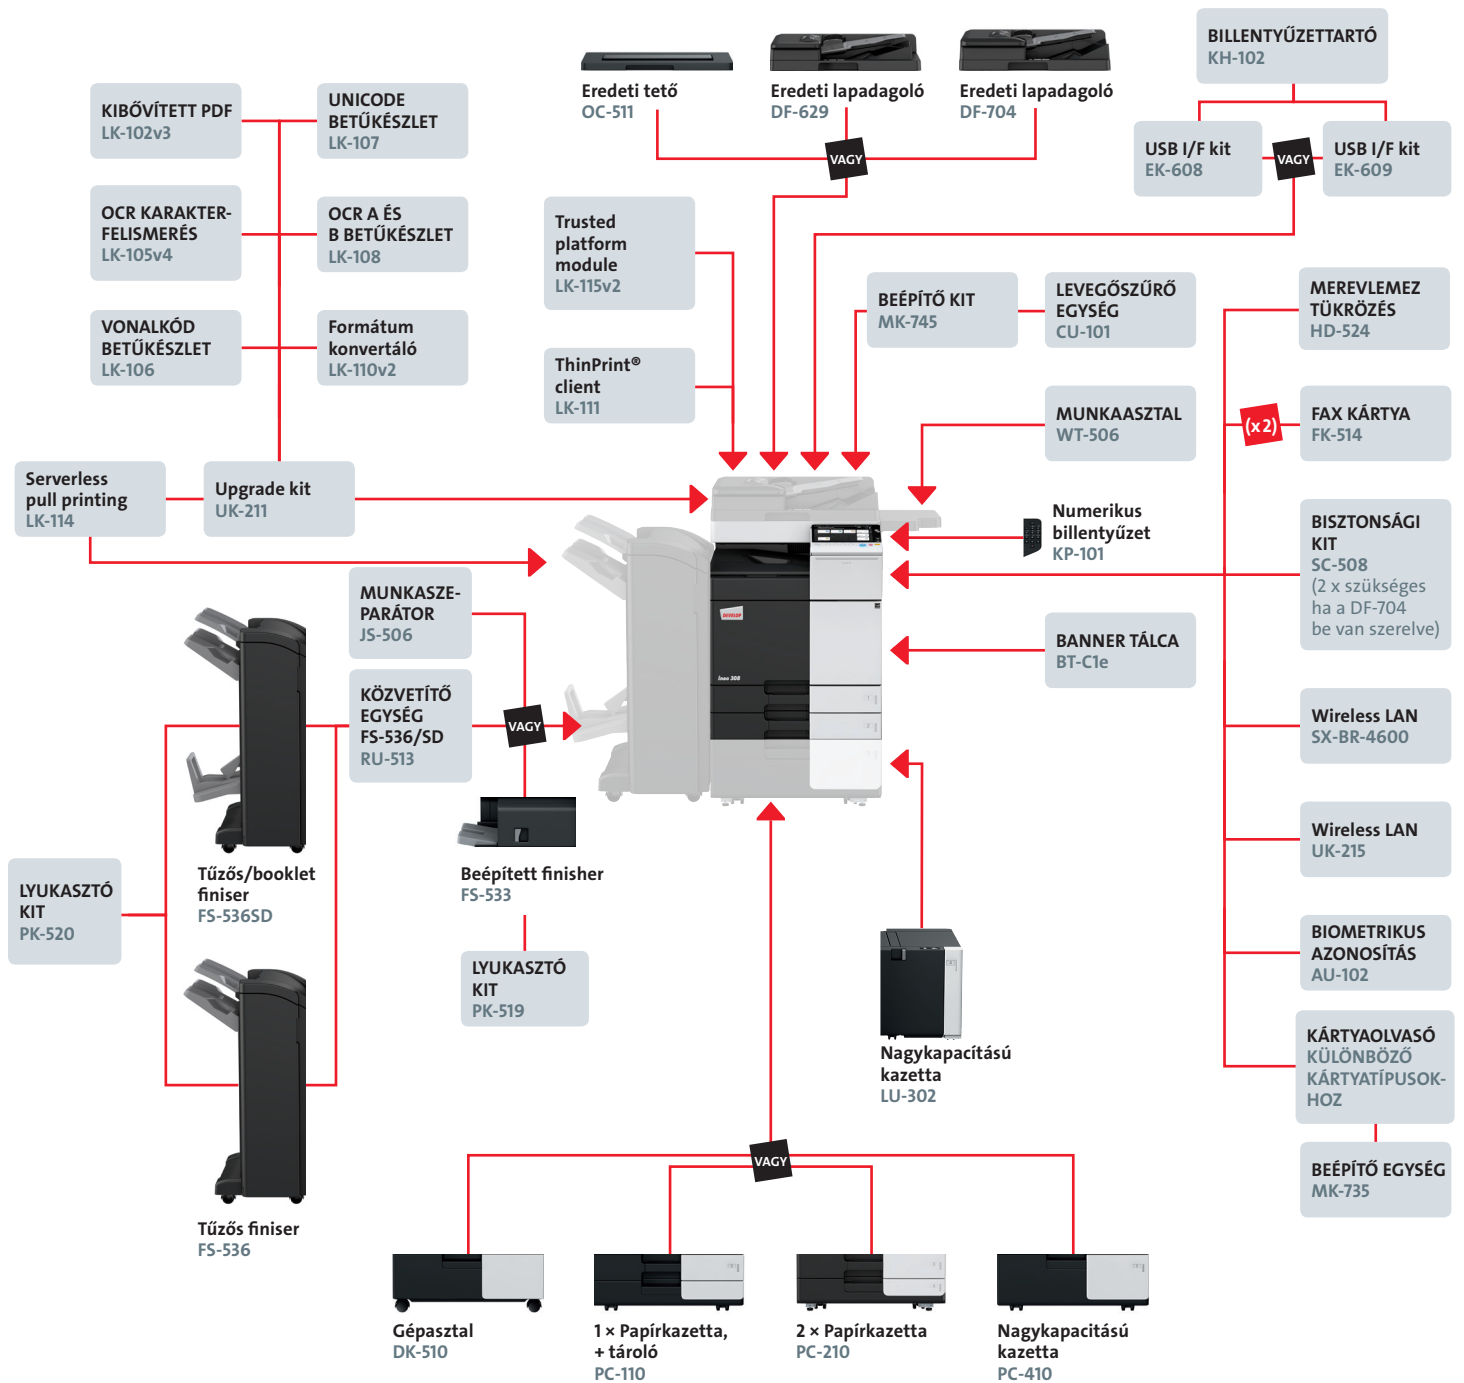 BILLENTYŰZETTARTÓ
KH-102
Eredeti tető
OC-511
Eredeti lapadagoló
DF-629
Eredeti lapadagoló
DF-704
KIBŐVÍTETT PDF
LK-102v3
UNICODE
BETŰKÉSZLET
LK-107
USB I/F kit
EK-608
VAGY
USB I/F kit
EK-609
VAGY
OCR KARAKTER-
FELISMERÉS
LK-105v4
OCR A ÉS
B BETŰKÉSZLET
LK-108
Trusted
platform
module
LK-115v2
BEÉPÍTŐ KIT
MK-745
LEVEGŐSZŰRŐ
EGYSÉG
CU-101
MEREVLEMEZ
TÜKRÖZÉS
HD-524
VONALKÓD
BETŰKÉSZLET
LK-106
Formátum
konvertáló
LK-110v2
ThinPrint®
client
LK-111
MUNKAASZTAL
WT-506
(x2)
FAX KÁRTYA
FK-514
Serverless
pull printing
LK-114
Upgrade kit
UK-211
Numerikus
billentyűzet
KP-101
BISZTONSÁGI
KIT
SC-508
(2 x szükséges
ha a DF-704
be van szerelve)
MUNKASZE-
PARÁTOR
JS-506
DEVELOP
ineo 308
BANNER TÁLCA
BT-C1e
KÖZVETÍTŐ
EGYSÉG
FS-536/SD
RU-513
VAGY
Wireless LAN
SX-BR-4600
Wireless LAN
UK-215
Tűzős/booklet
finiser
FS-536SD
Beépített finisher
FS-533
LYUKASZTÓ
KIT
PK-520
LYUKASZTÓ
KIT
PK-519
BIOMETRIKUS
AZONOSÍTÁS
AU-102
Nagykapacítású
kazetta
LU-302
KÁRTYAOLVASÓ
KÜLÖNBÖZŐ
KÁRTYATÍPUSOK-
HOZ
VAGY
BEÉPÍTŐ EGYSÉG
MK-735
Tűzős finiser
FS-536
Gépasztal
DK-510
1 × Papírkazetta,
+ tároló
PC-110
2 × Papírkazetta
PC-210
Nagykapacitású
kazetta
PC-410